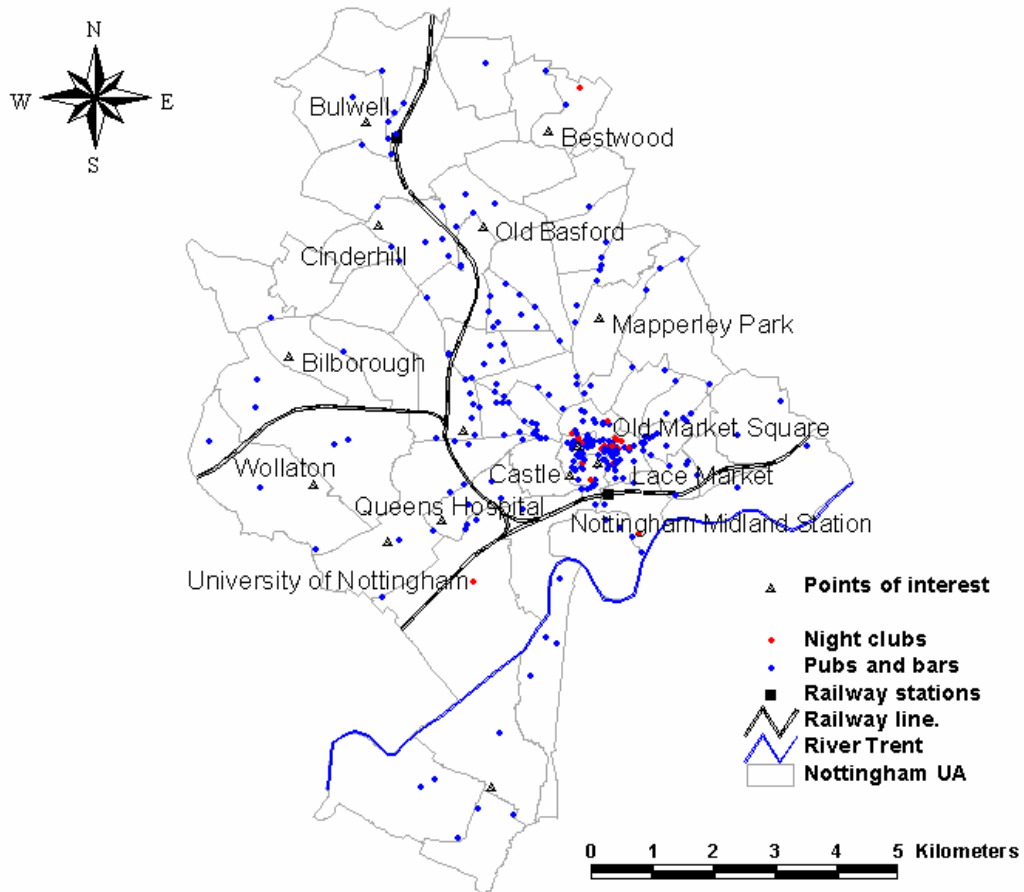 N
W
E
S
Bulwell
Bestwood
Old Basford
Cinderhill
Mapperley Park
Bilborough
Old Market Square
Wollaton
Castle
Lace Market
Queens Hospital
Nottingham Midland Station
University of Nottingham
Points of interest
Night clubs
Pubs and bars
Railway stations
Railway line.
River Trent
Nottingham UA
0 1 2 3 4 5 Kilometers